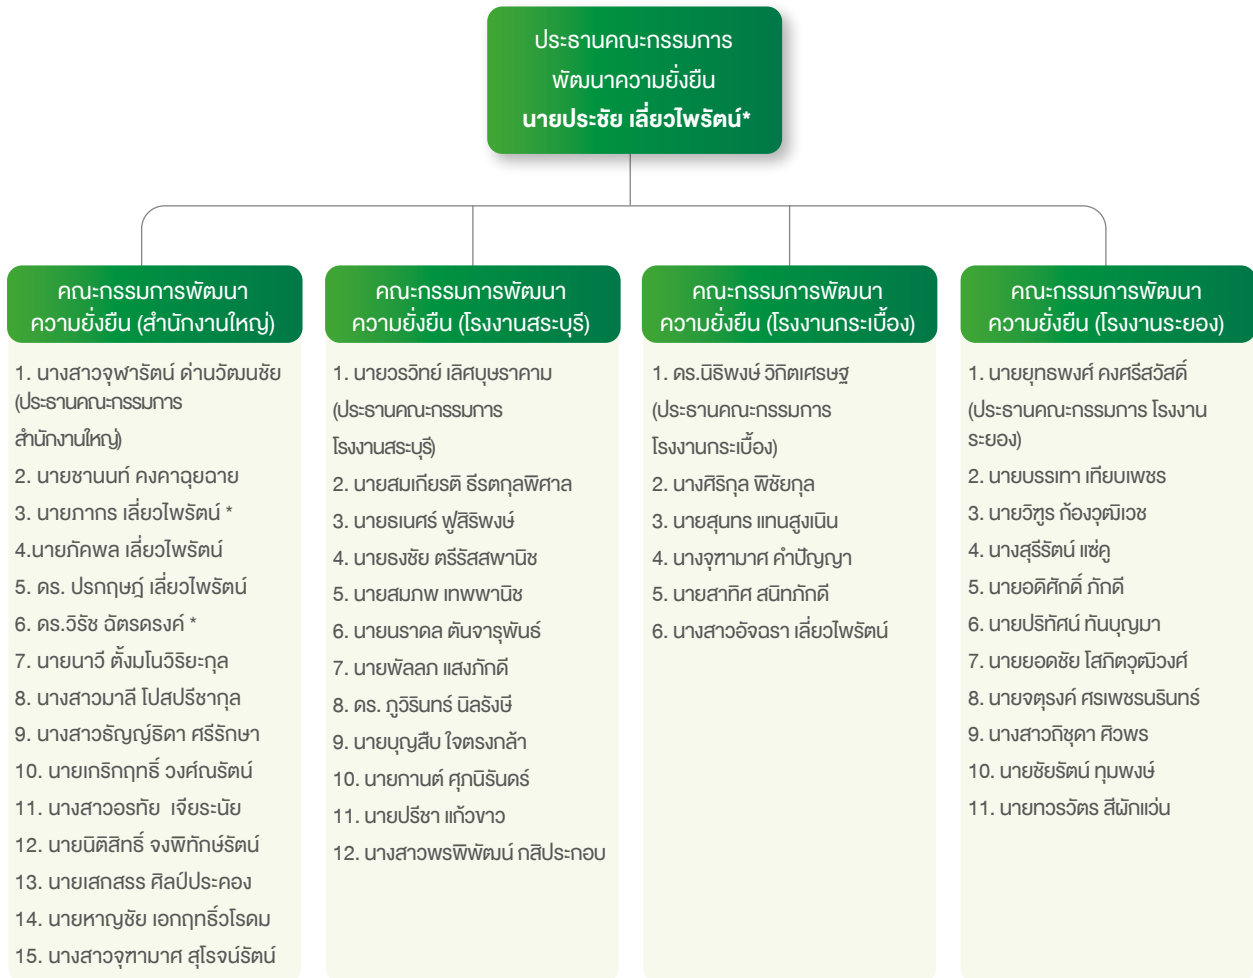 ประธานคณะกรรมการ
พัฒนาความยั่งยืน
นายประชัย เลี่ยวไพรัตน์*
คณะกรรมการพัฒนา
ความยั่งยืน (สำนักงานใหญ่)
1. นางสาวจุฬารัตน์ ด่านวัฒนชัย
(ประธานคณะกรรมการ
สำนักงานใหญ่)
2. นายชานนท์ คงคาฉุยฉาย
3. นายภากร เลี่ยวไพรัตน์ *
4.นายภัคพล เลี่ยวไพรัตน์
5. ดร. ปรกฤษฎ์ เลี่ยวไพรัตน์
6. ดร.วิรัช ฉัตรดรงค์ *
7. นายนาวี ตั้งมโนวิริยะกุล
8. นางสาวมาลี โปสปรีชากุล
9. นางสาวธัญญ์ธิดา ศรีรักษา
10. นายเกริกฤทธิ์ วงศ์ณรัตน์
11. นางสาวอรทัย เจียระนัย
12. นายนิติสิทธิ์ จงพิทักษ์รัตน์
13. นายเสกสรร ศิลป์ประคอง
14. นายหาญชัย เอกฤทธิ์วโรดม
15. นางสาวจุฑามาศ สุโรจน์รัตน์
คณะกรรมการพัฒนา
ความยั่งยืน (โรงงานสระบุรี)
1. นายวรวิทย์ เลิศบุษราคาม
(ประธานคณะกรรมการ
โรงงานสระบุรี)
2. นายสมเกียรติ ธีรตกุลพิศาล
3. นายธเนศร์ ฟูสิริพงษ์
4. นายธงชัย ตรีรัสสพานิช
5. นายสมภพ เทพพานิช
6. นายนราดล ตันจารุพันธ์
7. นายพัลลภ แสงภักดี
8. ดร. ภูวิรินทร์ นิลรังษี
9. นายบุญสืบ ใจตรงกล้า
10. นายกานต์ ศุภนิรันดร์
11. นายปรีชา แก้วขาว
12. นางสาวพรพิพัฒน์ กสิประกอบ
คณะกรรมการพัฒนา
ความยั่งยืน (โรงงานกระเบื้อง)
1. ดร.นิธิพงษ์ วิกิตเศรษฐ
(ประธานคณะกรรมการ
โรงงานกระเบื้อง)
2. นางศิริกุล พิชัยกุล
3. นายสุนทร แทนสูงเนิน
4. นางจุฑามาศ คำปัญญา
5. นายสาทิศ สนิทภักดี
6. นางสาวอัจฉรา เลี่ยวไพรัตน์
คณะกรรมการพัฒนา
ความยั่งยืน (โรงงานระยอง)
1. นายยุทธพงศ์ คงศรีสวัสดิ์
(ประธานคณะกรรมการ โรงงาน
ระยอง)
2. นายบรรเทา เทียบเพชร
3. นายวิฑูร ก้องวุฒิเวช
4. นางสุรีรัตน์ แซ่คู
5. นายอดิศักดิ์ ภักดี
6. นายปริทัศน์ ทันบุญมา
7. นายยอดชัย โสภิตวุฒิวงศ์
8. นายจตุรงค์ ศรเพชรนรินทร์
9. นางสาวถิชุดา ศิวพร
10. นายชัยรัตน์ ทุมพงษ์
11. นายทวรวัตร สีผักแว่น